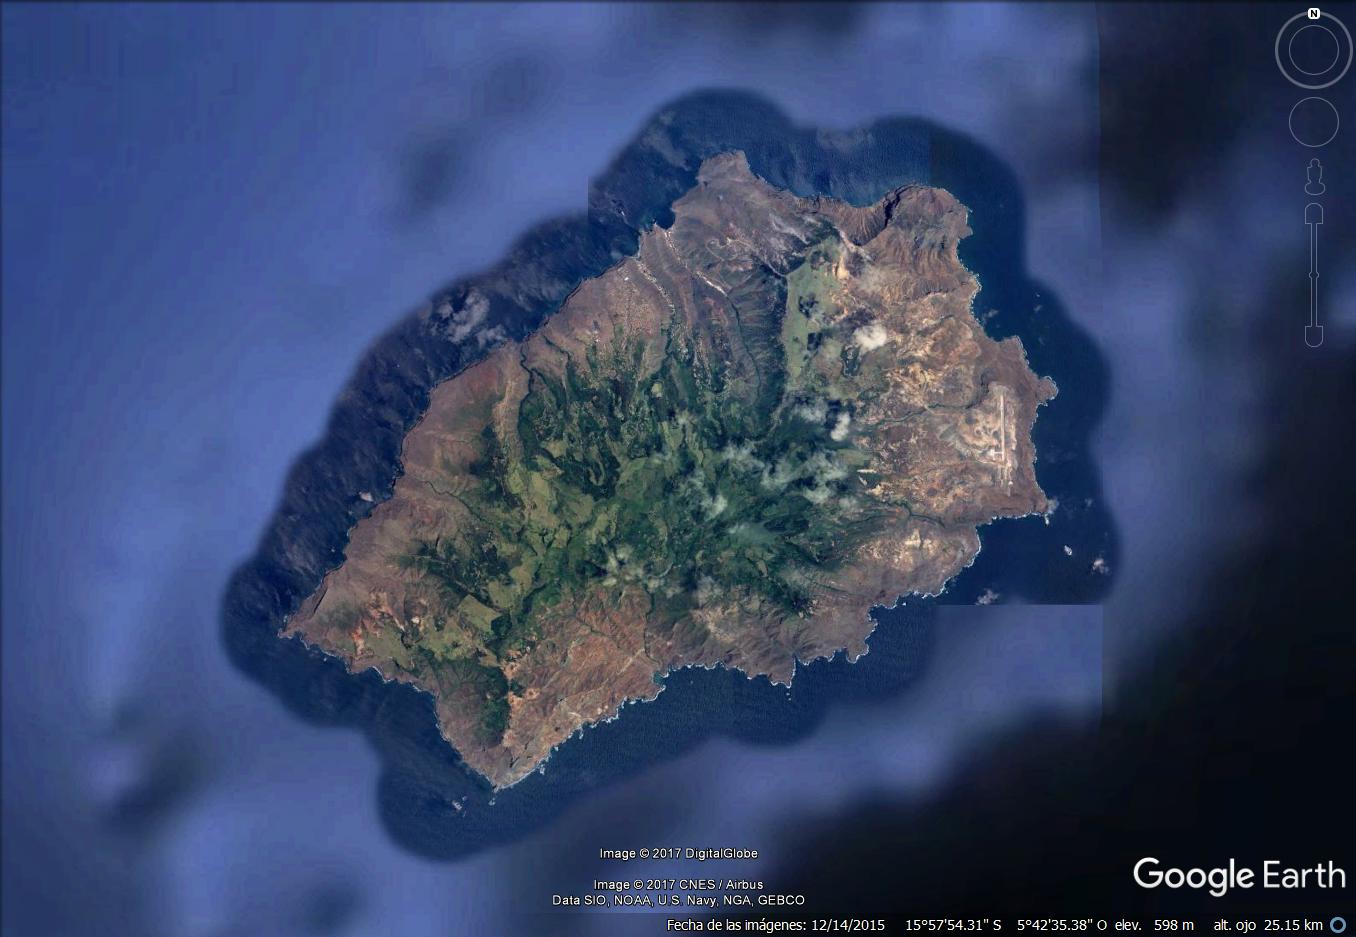 N
Image © 2017 DigitalGlobe
Image © 2017 CNES / Airbus
Data SIO, NOAA, U.S. Navy, NGA, GEBCO
Google Earth
Fecha de las imágenes: 12/14/2015 15°57'54.31" S 5°42'35.38" O elev. 598 m alt. ojo 25.15 km